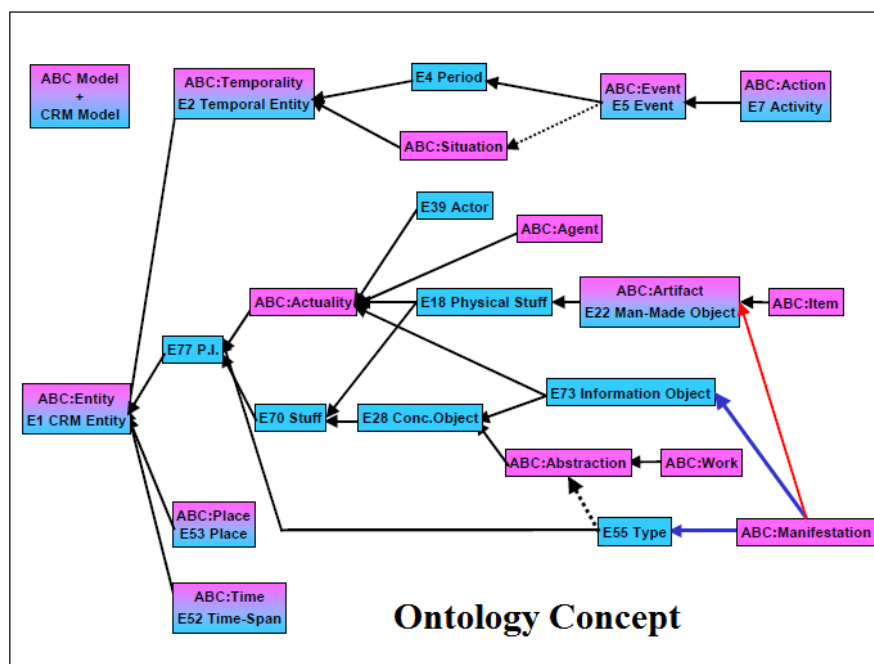 ABC Model
+
CRM Model
ABC:Temporality
E2 Temporal Entity
E4 Period
ABC:Event
E5 Event
ABC:Action
E7 Activity
ABC:Situation
E39 Actor
ABC:Agent
ABC:Actuality
E18 Physical Stuff
ABC:Artifact
E22 Man-Made Object
ABC:Item
E77 P.I.
ABC:Entity
E1 CRM Entity
E70 Stuff
E28 Conc.Object
E73 Information Object
ABC:Abstraction
ABC:Work
ABC:Place
E53 Place
E55 Type
ABC:Manifestation
ABC:Time
E52 Time-Span
Ontology Concept